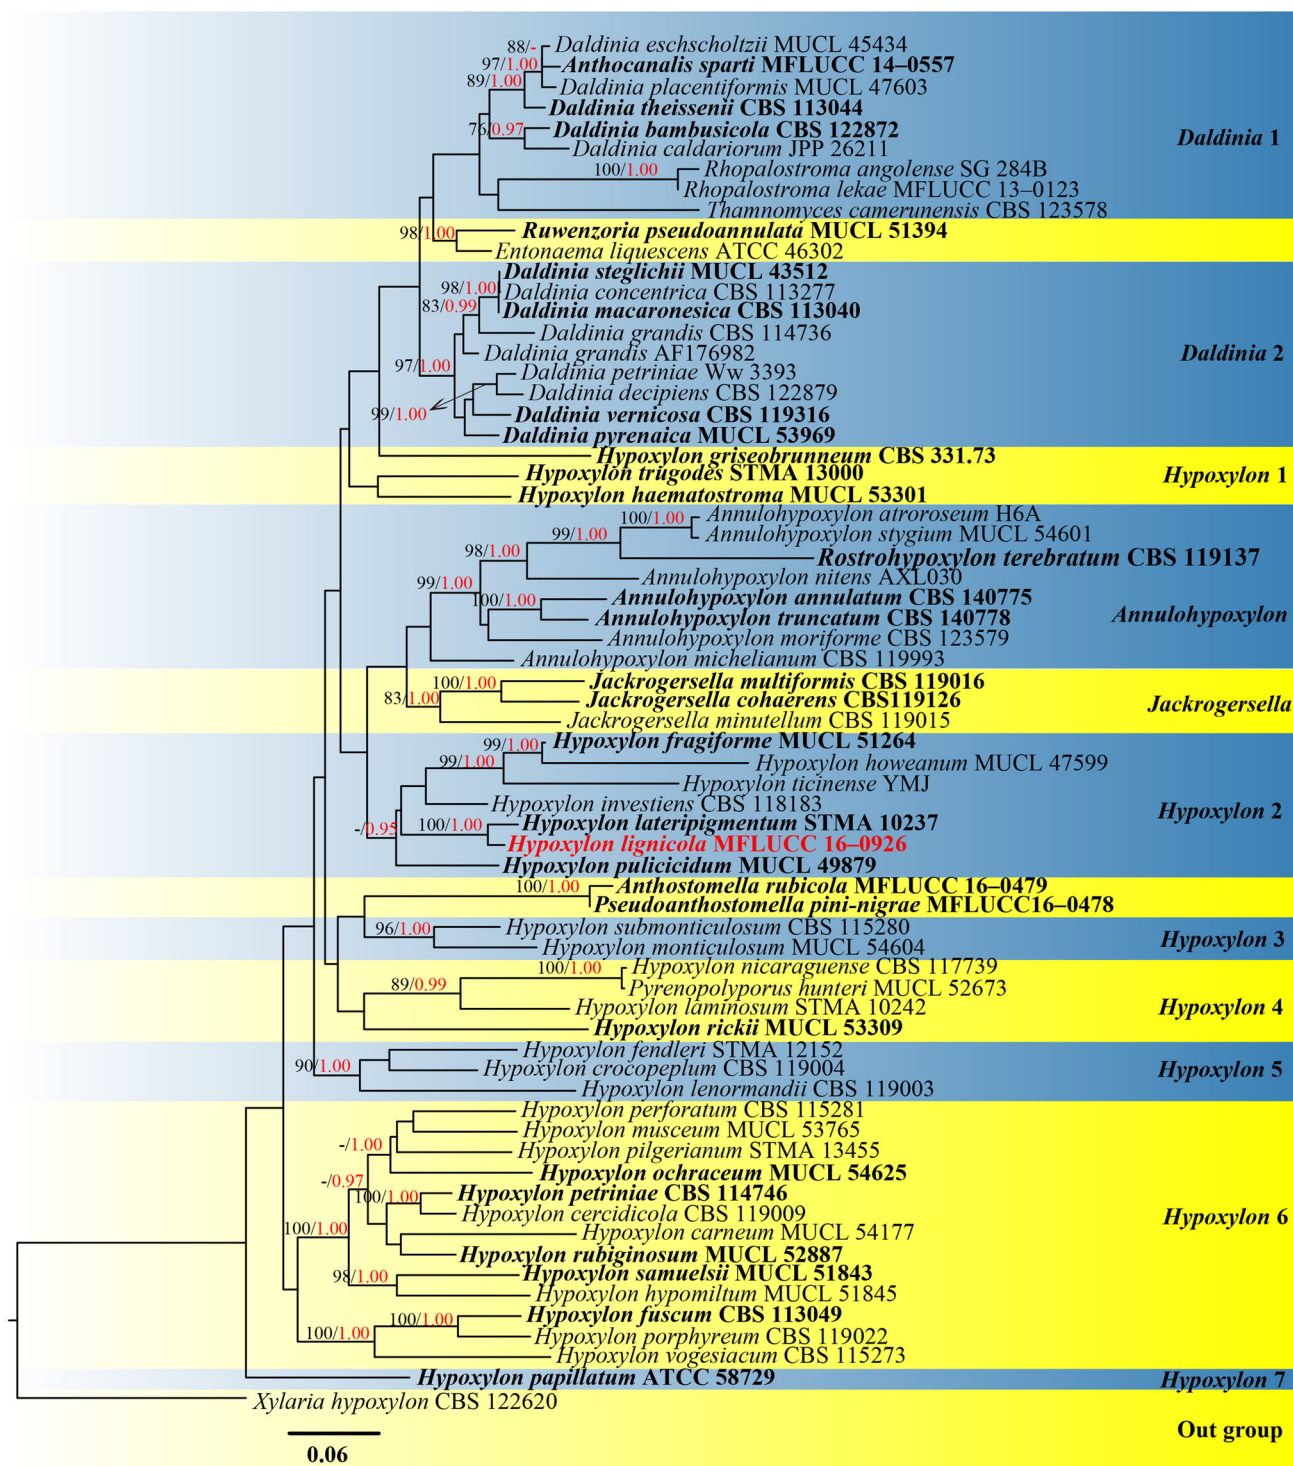 88/-
Daldinia eschscholtzii MUCL 45434
97/1.00
Anthocanalis sparti MFLUCC 14–0557
89/1.00
Daldinia placentiformis MUCL 47603
Daldinia theissenii CBS 113044
76/0.97
Daldinia bambusicola CBS 122872
Daldinia 1
Daldinia caldariorum JPP 26211
100/1.00
Rhopalostroma angolense SG 284B
Rhopalostroma lekae MFLUCC 13–0123
Thamnomyces camerunensis CBS 123578
98/1.00
Ruwenzoria pseudoannulata MUCL 51394
Entonaema liquescens ATCC 46302
Daldinia steglichii MUCL 43512
98/1.00
Daldinia concentrica CBS 113277
83/0.99
Daldinia macaronesica CBS 113040
Daldinia grandis CBS 114736
Daldinia grandis AF176982
Daldinia 2
97/1.00
Daldinia petriniae Ww 3393
Daldinia decipiens CBS 122879
99/1.00
Daldinia vernicosa CBS 119316
Daldinia pyrenaica MUCL 53969
Hypoxylon griseobrunneum CBS 331.73
Hypoxylon trugodes STMA 13000
Hypoxylon 1
Hypoxylon haematostroma MUCL 53301
100/1.00
Annulohypoxylon atroroseum H6A
99/1.00
Annulohypoxylon stygium MUCL 54601
98/1.00
Rostrohypoxylon terebratum CBS 119137
99/1.00
Annulohypoxylon nitens AXL030
100/1.00
Annulohypoxylon annulatum CBS 140775
Annulohypoxylon
Annulohypoxylon truncatum CBS 140778
Annulohypoxylon moriforme CBS 123579
Annulohypoxylon michelianum CBS 119993
100/1.00
Jackrogersella multiformis CBS 119016
83/1.00
Jackrogersella cohaerens CBS119126
Jackrogersella
Jackrogersella minutellum CBS 119015
99/1.00
Hypoxylon fragiforme MUCL 51264
99/1.00
Hypoxylon howeanum MUCL 47599
Hypoxylon ticinense YMJ
Hypoxylon investiens CBS 118183
Hypoxylon 2
-/0.95
100/1.00
Hypoxylon lateripigmentum STMA 10237
Hypoxylon lignicola MFLUCC 16–0926
Hypoxylon pulicicidum MUCL 49879
100/1.00
Anthostomella rubicola MFLUCC 16–0479
Pseudoanthostomella pini-nigrae MFLUCC16–0478
96/1.00
Hypoxylon submonticulosum CBS 115280
Hypoxylon 3
Hypoxylon monticulosum MUCL 54604
100/1.00
Hypoxylon nicaraguense CBS 117739
89/0.99
Pyrenopolyporus hunteri MUCL 52673
Hypoxylon laminosum STMA 10242
Hypoxylon 4
Hypoxylon rickii MUCL 53309
Hypoxylon fendleri STMA 12152
90/1.00
Hypoxylon crocopeplum CBS 119004
Hypoxylon 5
Hypoxylon lenormandii CBS 119003
Hypoxylon perforatum CBS 115281
Hypoxylon musceum MUCL 53765
-/1.00
Hypoxylon pilgerianum STMA 13455
Hypoxylon ochraceum MUCL 54625
-/0.97
100/1.00
Hypoxylon petriniae CBS 114746
Hypoxylon cercidicola CBS 119009
Hypoxylon 6
100/1.00
Hypoxylon carneum MUCL 54177
Hypoxylon rubiginosum MUCL 52887
98/1.00
Hypoxylon samuelsii MUCL 51843
Hypoxylon hypomiltum MUCL 51845
100/1.00
Hypoxylon fuscum CBS 113049
100/1.00
Hypoxylon porphyreum CBS 119022
Hypoxylon vogesiacum CBS 115273
Hypoxylon papillatum ATCC 58729
Hypoxylon 7
Xylaria hypoxylon CBS 122620
Out group
0.06